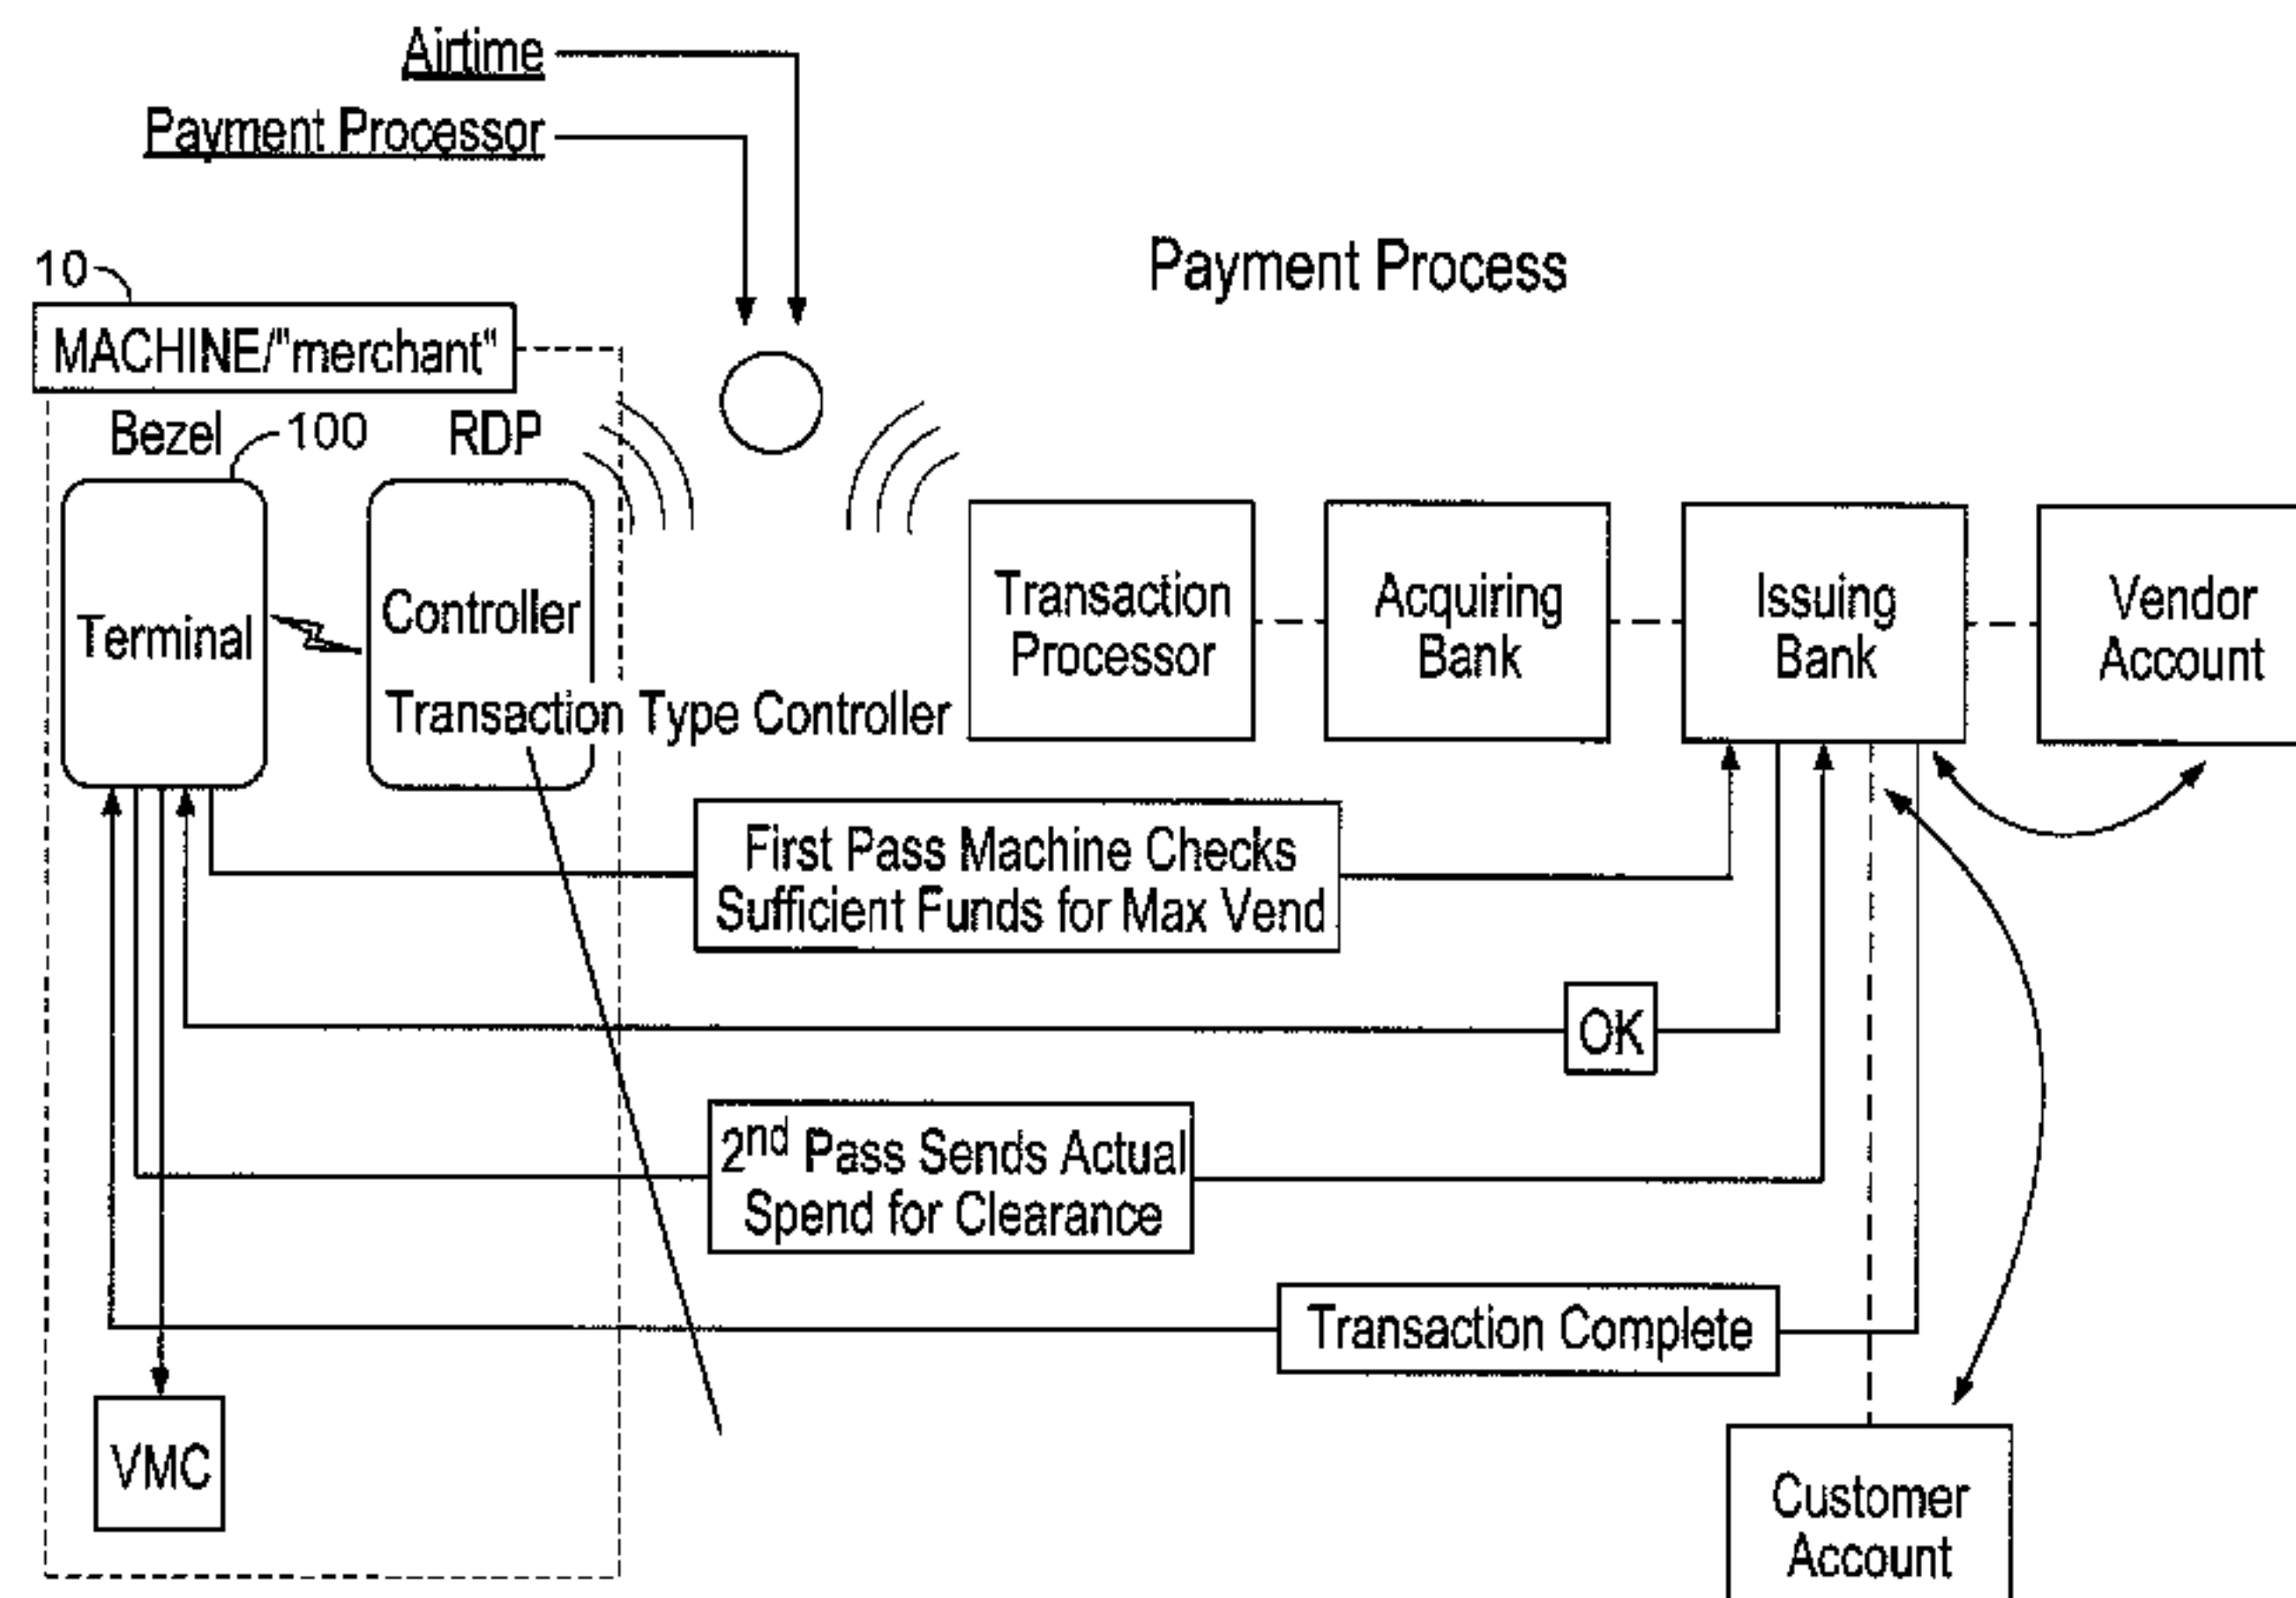 Airtime
Payment Processor
Payment Process
10
MACHINE/"merchant"
Bezel
100
RDP
Terminal
Controller
Transaction Type Controller
Transaction
Processor
Acquiring
Bank
Issuing
Bank
Vendor
Account
First Pass Machine Checks
Sufficient Funds for Max Vend
OK
2nd Pass Sends Actual
Spend for Clearance
Transaction Complete
VMC
Customer
Account